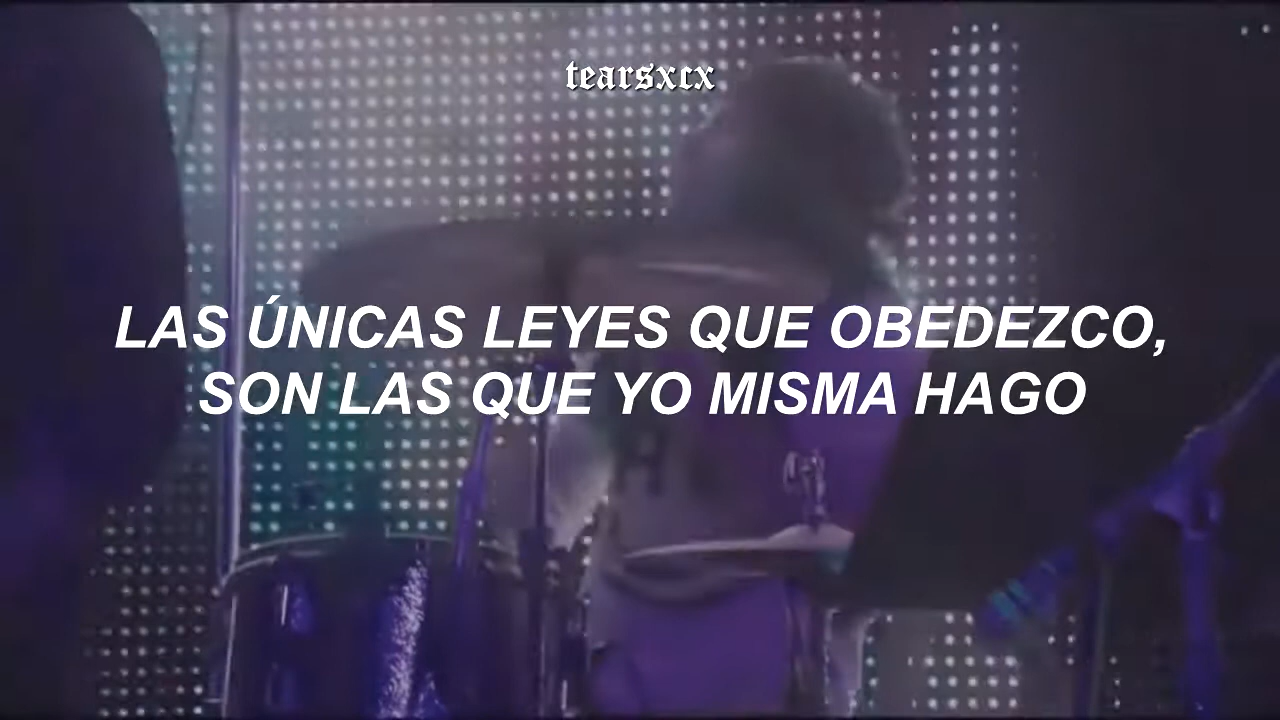 tearsxcx
LAS ÚNICAS LEYES QUE OBEDEZCO,
SON LAS QUE YO MISMA HAGO